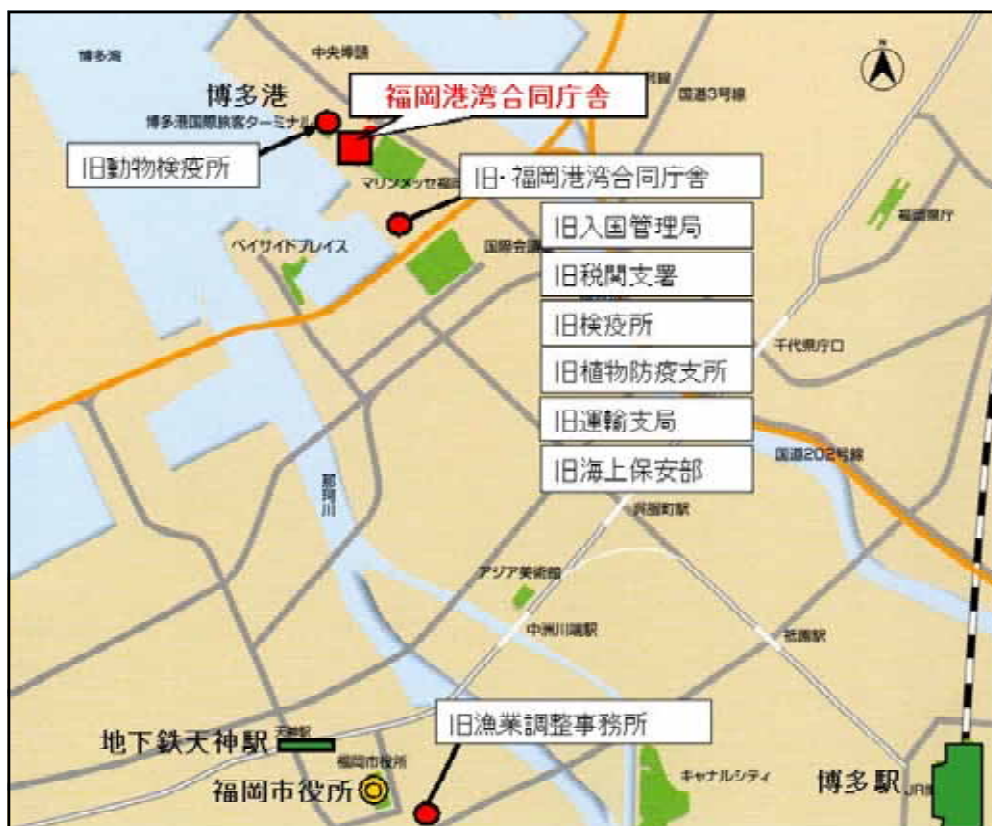 博多湾
中央埠頭
国道3号線
博多港
福岡港湾合同庁舎
博多港国際旅客ターミナル
旧動物検疫所
旧・福岡港湾合同庁舎
マリンメッセ福岡
旧入国管理局
福岡県庁
ベイサイドプレイス
国際会議
旧税関支署
旧検疫所
千代県庁口
旧植物防疫支所
旧運輸支局
国道202号線
旧海上保安部
那珂川
呉服町駅
アジア美術館
中洲川端駅
祇園駅
旧漁業調整事務所
天神駅
地下鉄天神駅
福岡市役所
福岡市役所
キャナルシティ
博多駅